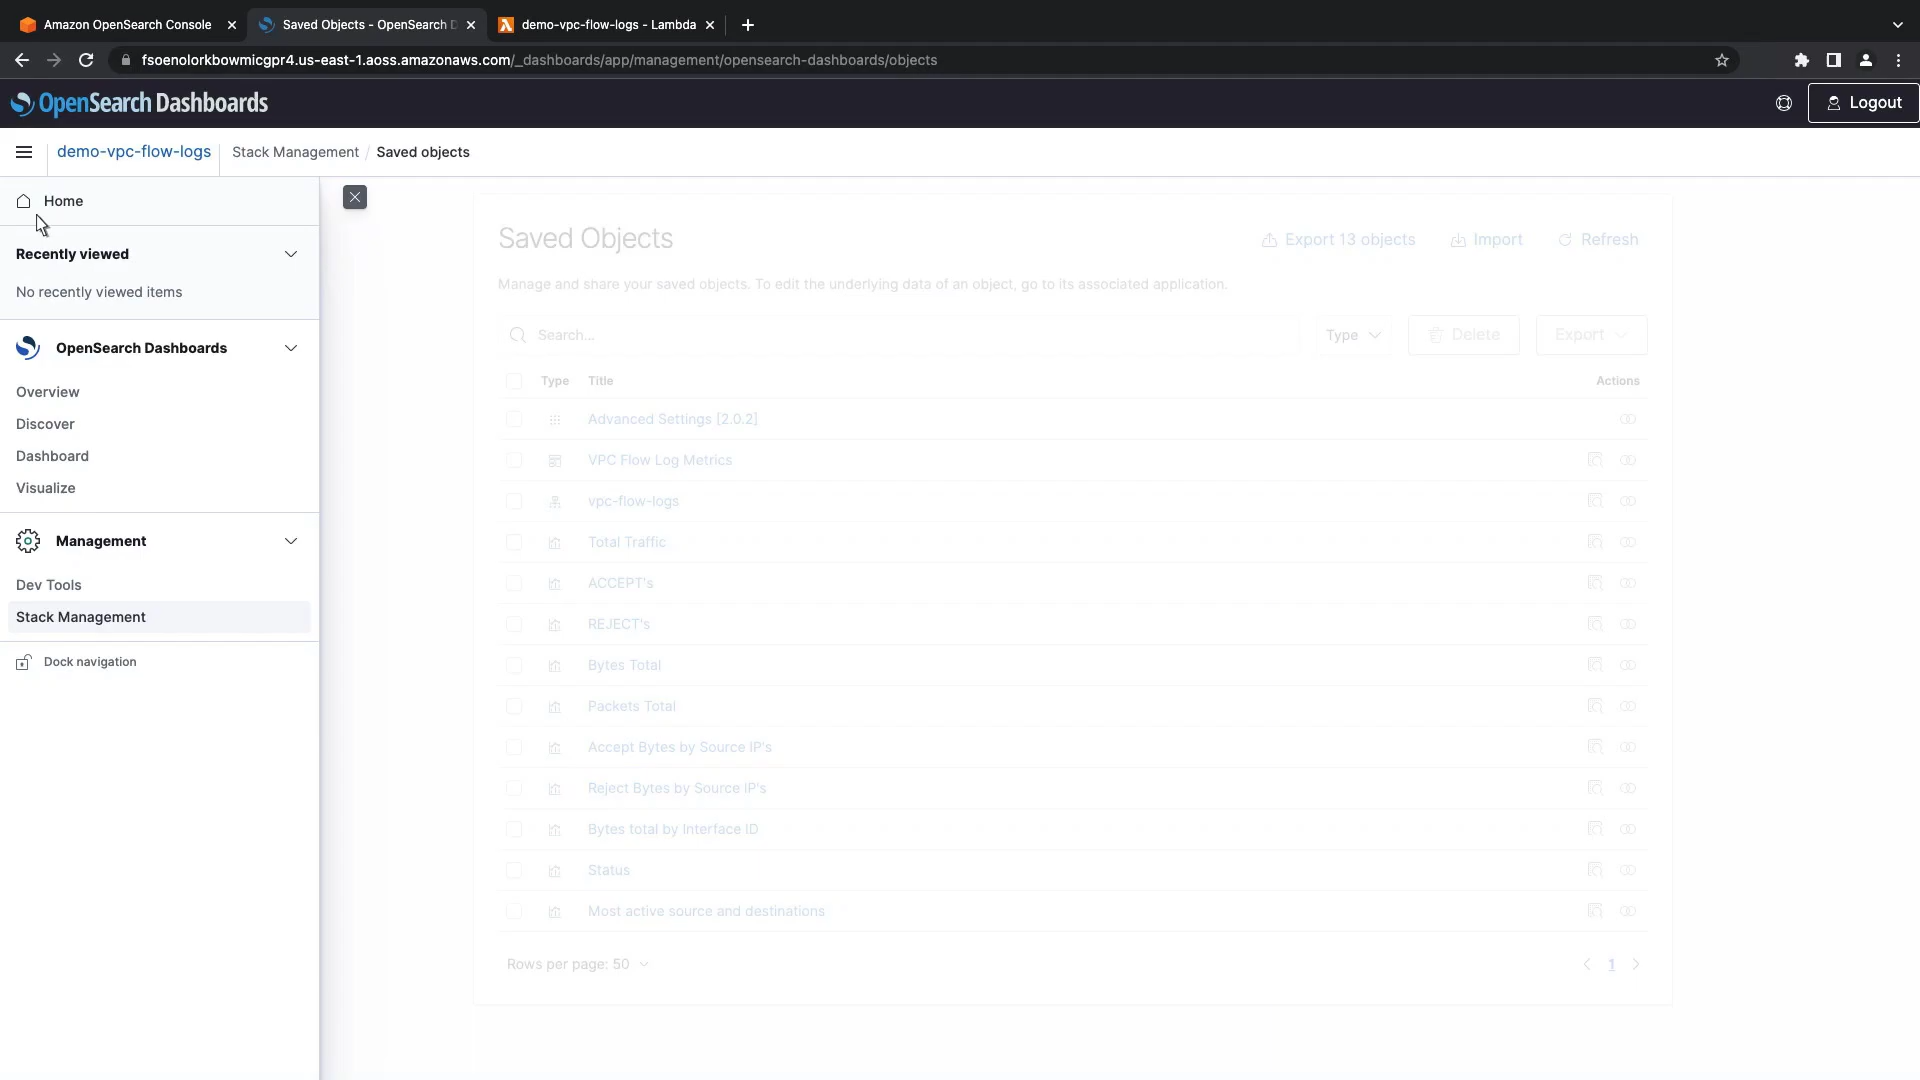 Amazon OpenSearch Console
Saved Objects - OpenSearch D
demo-vpc-flow-logs - Lambda
fsoenolorkbowmicgpr4.us-east-1.aoss.amazonaws.com/_dashboards/app/management/opensearch-dashboards/objects
OpenSearch Dashboards
Logout
demo-vpc-flow-logs
Stack Management / Saved objects
Home
Recently viewed
No recently viewed items
OpenSearch Dashboards
Overview
Discover
Dashboard
Visualize
Management
Dev Tools
Stack Management
Dock navigation
Saved Objects
Export 13 objects
Import
Refresh
Manage and share your saved objects. To edit the underlying data of an object, go to its associated application.
Search...
Type
Delete
Export
Type Title Actions
Advanced Settings [2.0.2]
VPC Flow Log Metrics
vpc-flow-logs
Total Traffic
ACCEPT's
REJECT's
Bytes Total
Packets Total
Accept Bytes by Source IP's
Reject Bytes by Source IP's
Bytes total by Interface ID
Status
Most active source and destinations
Rows per page: 50
1